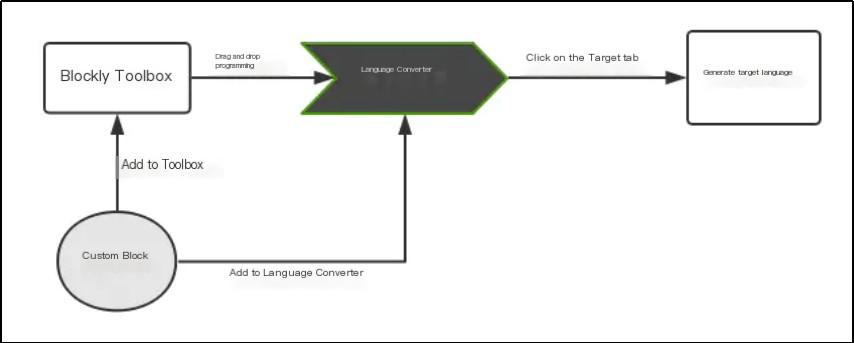 Blockly Toolbox
Drag and drop
programming
Language Converter
Click on the Target tab
Generate target language
Add to Toolbox
Custom Block
Add to Language Converter